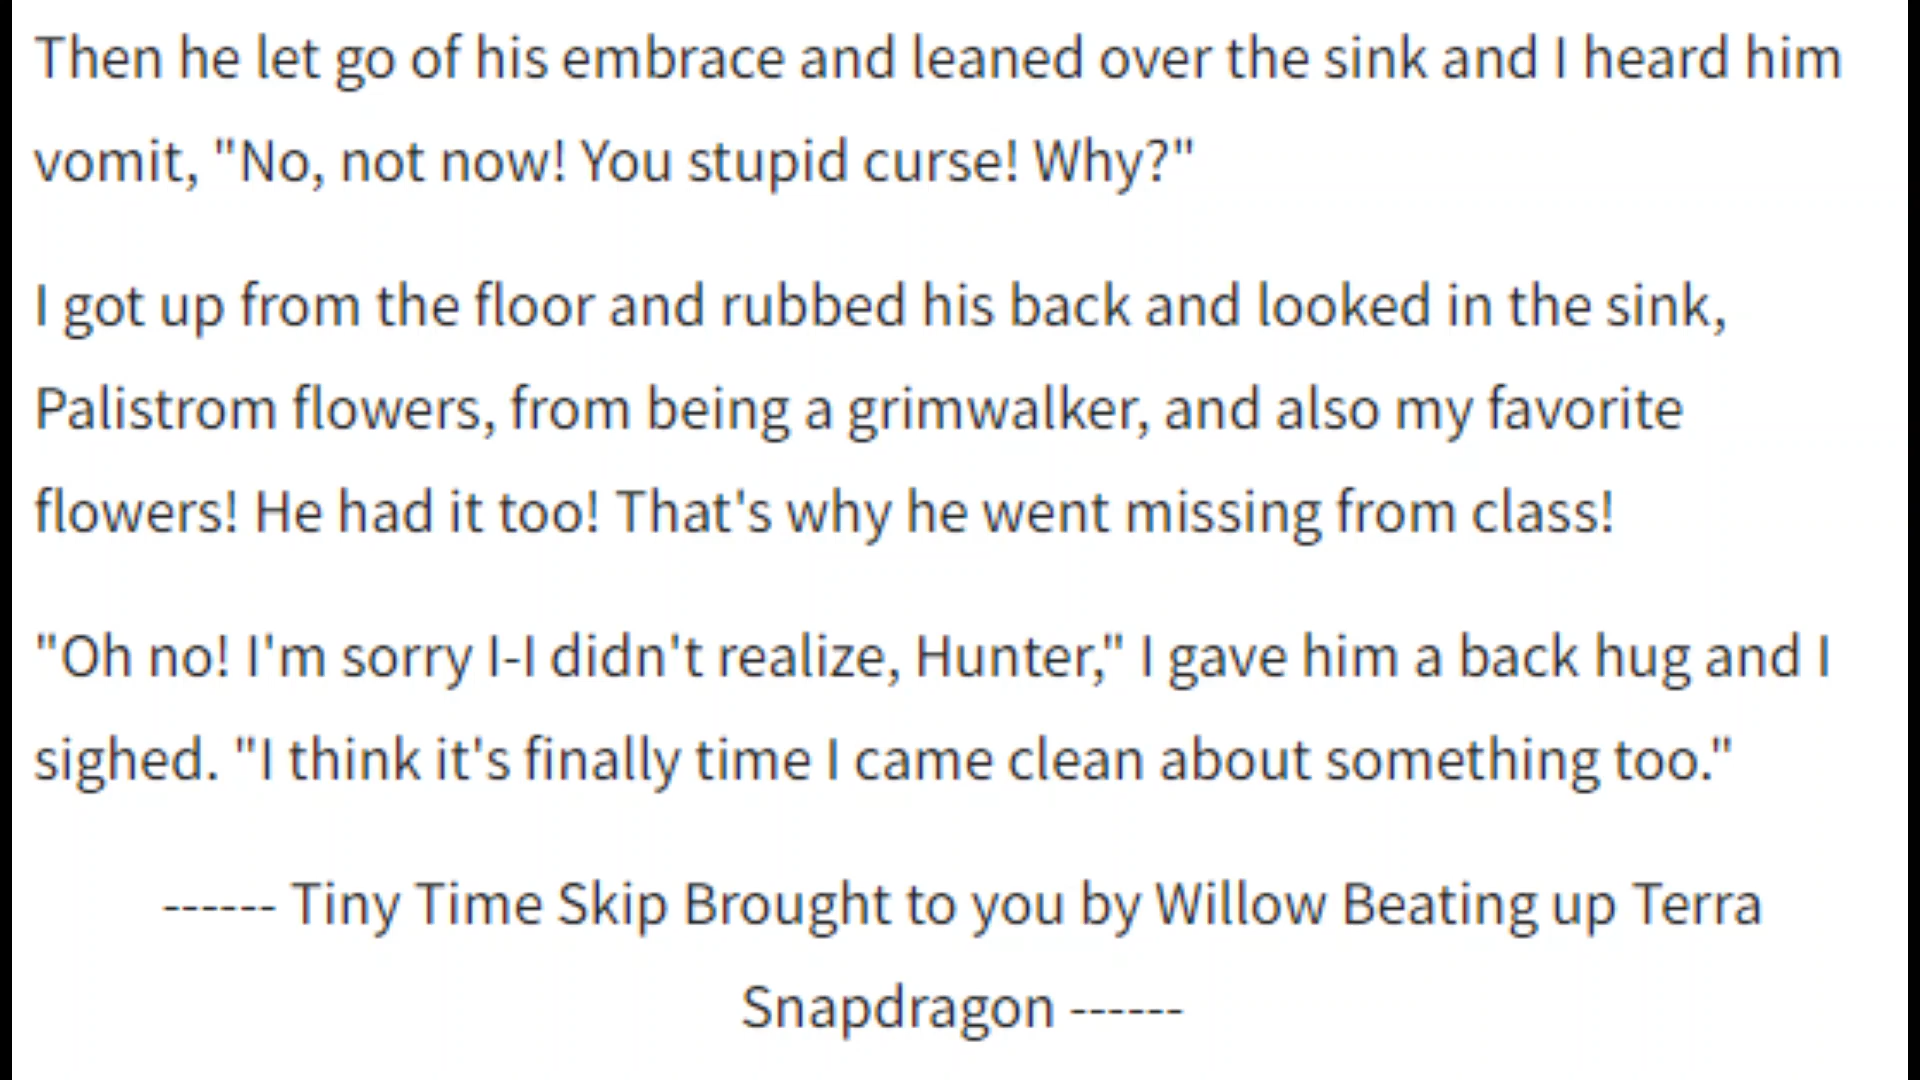 Then he let go of his embrace and leaned over the sink and I heard him
vomit, "No, not now! You stupid curse! Why?"
I got up from the floor and rubbed his back and looked in the sink,
Palistrom flowers, from being a grimwalker, and also my favorite
flowers! He had it too! That's why he went missing from class!
"Oh no! I'm sorry I-I didn't realize, Hunter," I gave him a back hug and I
sighed. "I think it's finally time I came clean about something too."
------ Tiny Time Skip Brought to you by Willow Beating up Terra
Snapdragon ------